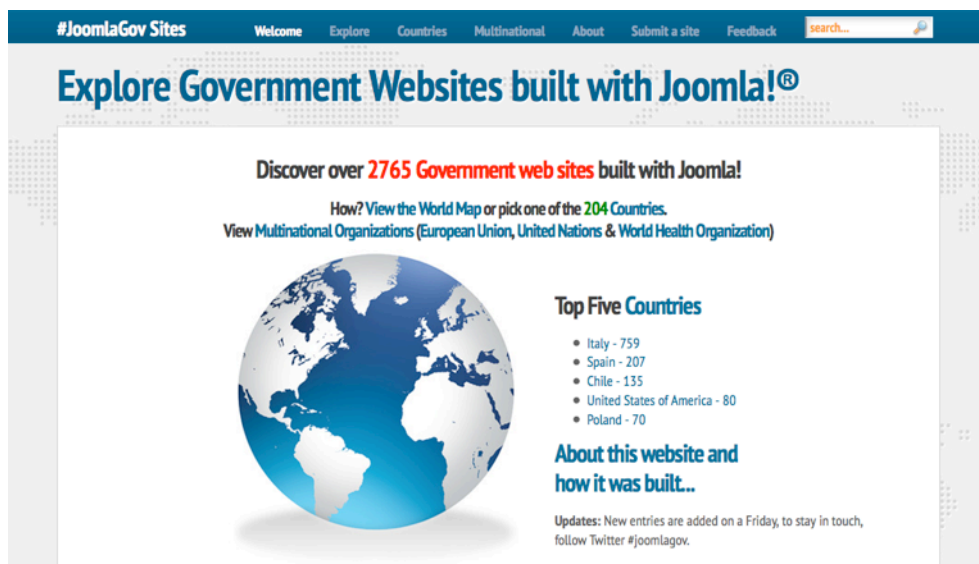 #JoomlaGov Sites Welcome Explore Countries Multinational About Submit a site Feedback search...
Explore Government Websites built with Joomla!®
Discover over 2765 Government web sites built with Joomla!
How? View the World Map or pick one of the 204 Countries.
View Multinational Organizations (European Union, United Nations & World Health Organization)
Top Five Countries
Italy - 759
Spain - 207
Chile - 135
United States of America - 80
Poland - 70
About this website and
how it was built...
Updates: New entries are added on a Friday, to stay in touch,
follow Twitter #joomlagov.